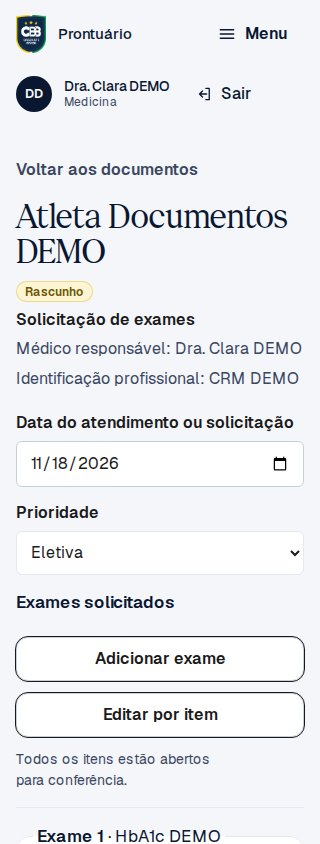 CBB
Prontuário
Menu
DD
Dra. Clara DEMO
Medicina
Sair
Voltar aos documentos
Atleta Documentos
DEMO
Rascunho
Solicitação de exames
Médico responsável: Dra. Clara DEMO
Identificação profissional: CRM DEMO
Data do atendimento ou solicitação
11/18/2026
Prioridade
Eletiva
Exames solicitados
Adicionar exame
Editar por item
Todos os itens estão abertos
para conferência.
Exame 1 · HbA1c DEMO